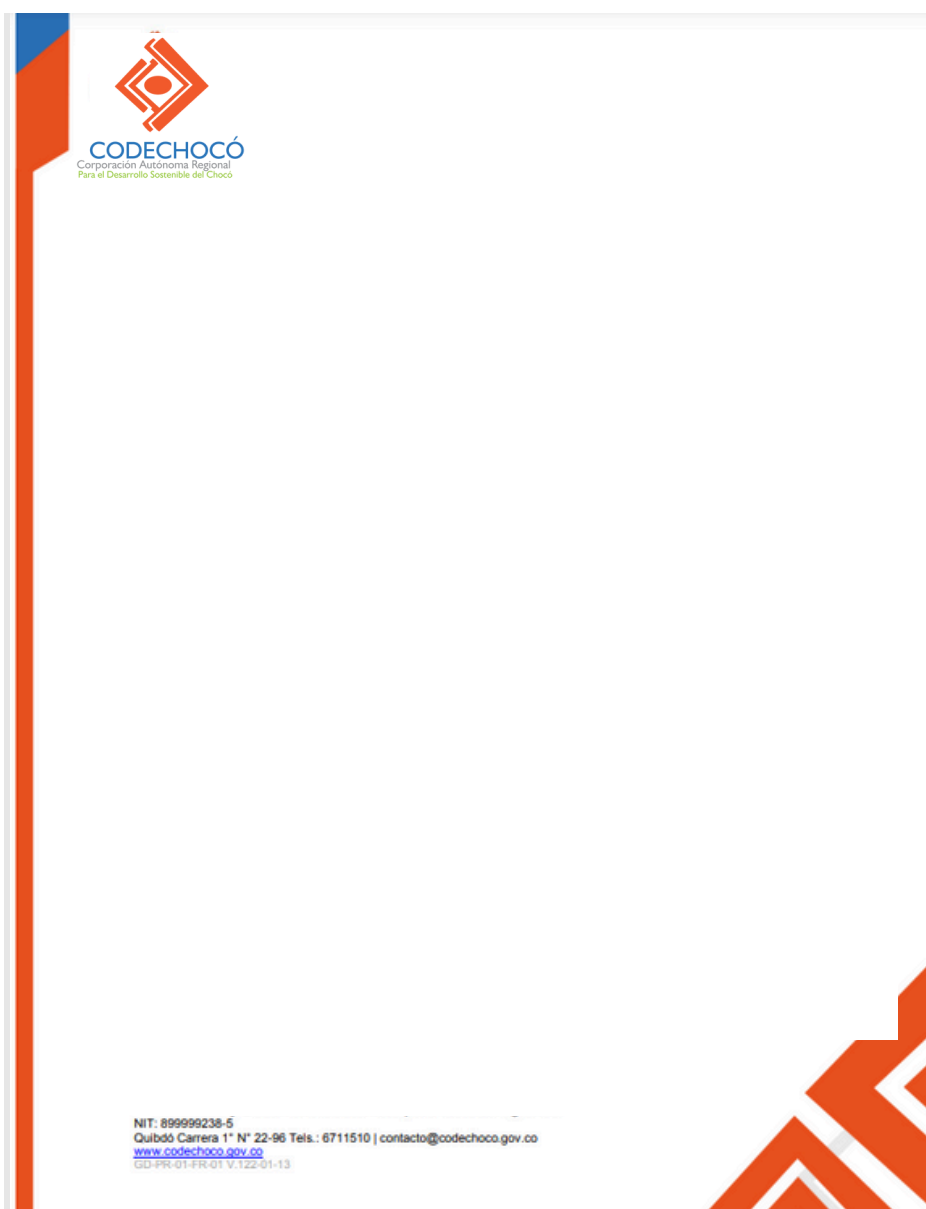 CODECHOCÓ
Corporación Autónoma Regional
Para el Desarrollo Sostenible del Chocó
NIT: 899999238-5
Quibdó Carrera 1° N° 22-96 Tels.: 6711510 | contacto@codechoco.gov.co
www.codechoco.gov.co
GD-PR-01-FR-01 V.122-01-13